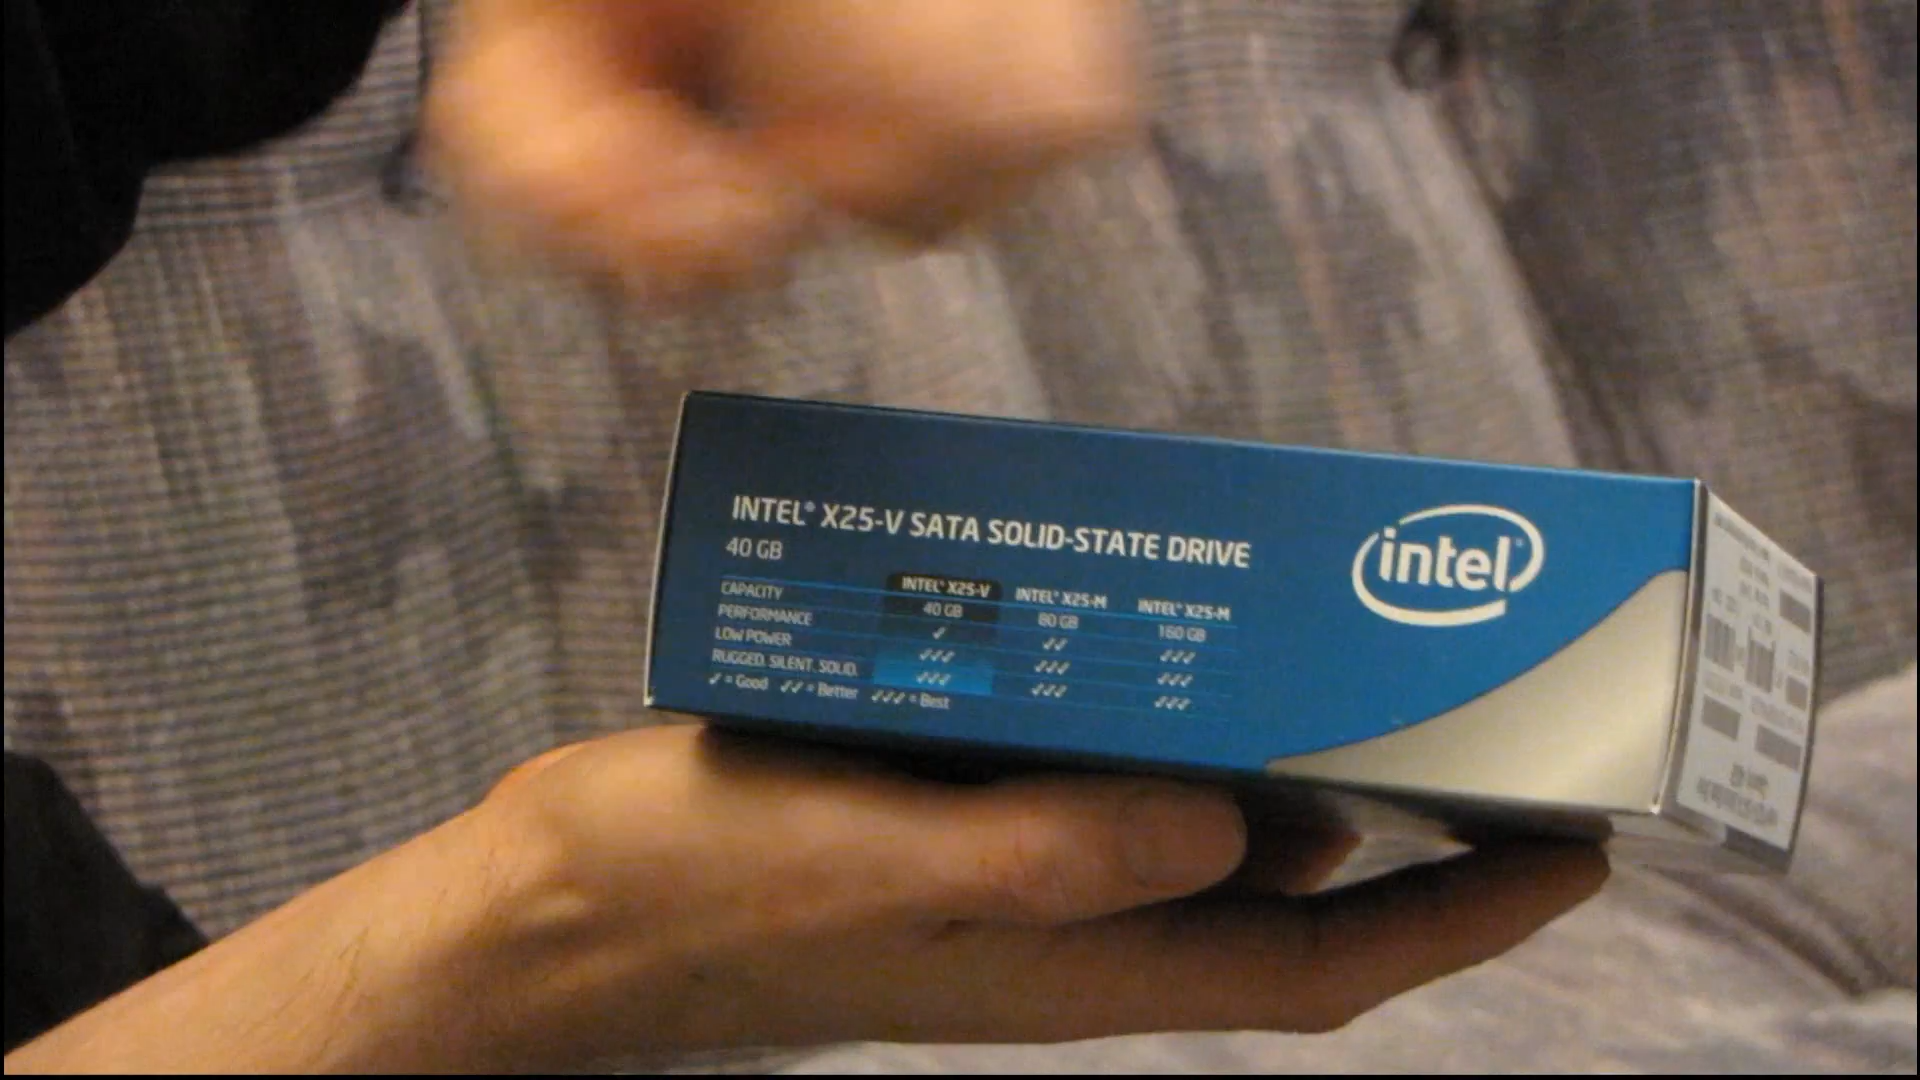 INTEL® X25-V SATA SOLID-STATE DRIVE
40 GB
intel®
INTEL® X25-V INTEL® X25-M INTEL® X25-M
CAPACITY 40 GB 80 GB 160 GB
PERFORMANCE ✓ ✓✓ ✓✓✓
LOW POWER ✓✓✓ ✓✓✓ ✓✓✓
RUGGED. SILENT. SOLID. ✓✓✓ ✓✓✓ ✓✓✓
✓ = Good ✓✓ = Better ✓✓✓ = Best